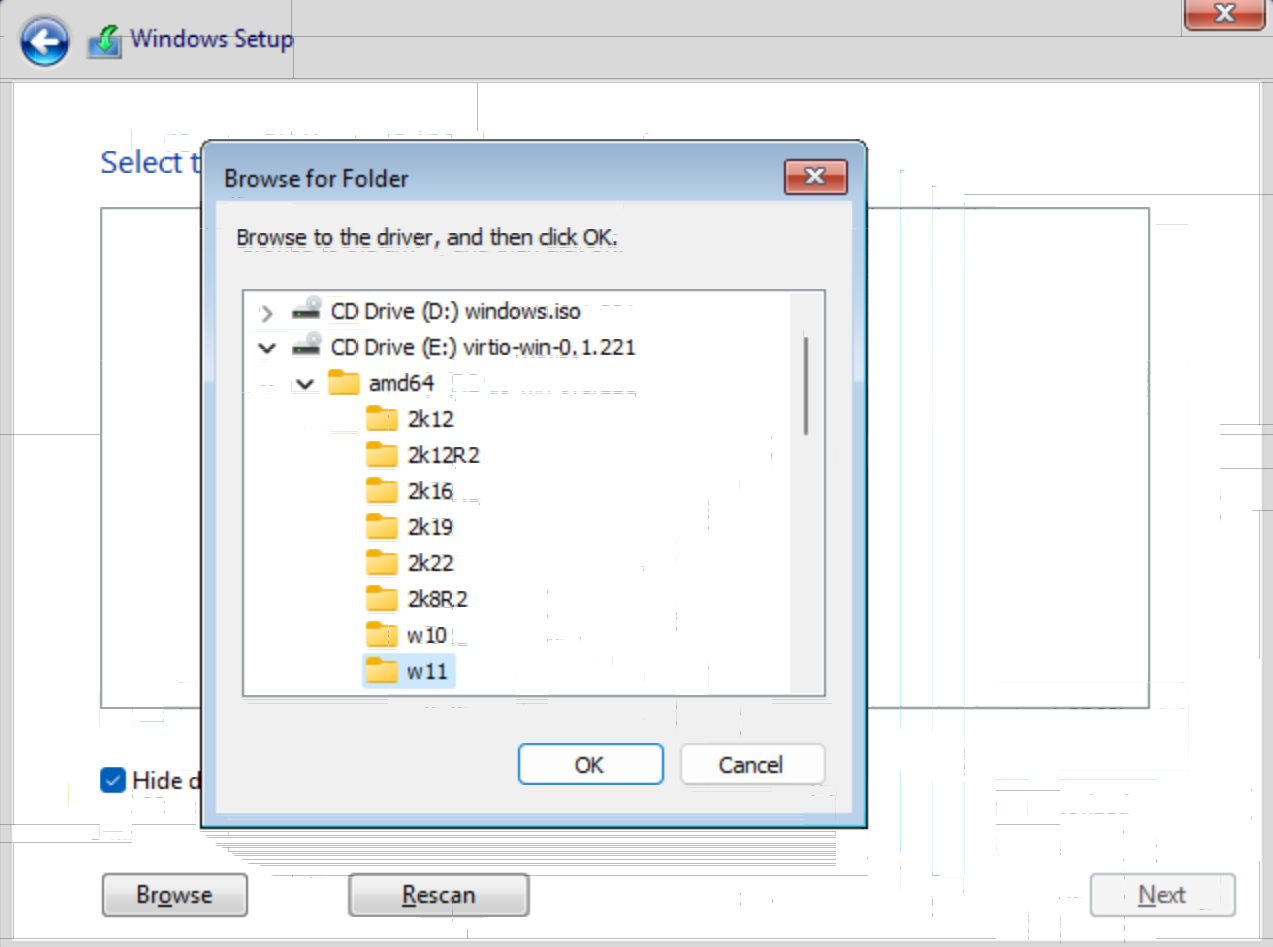 Windows Setup
Select t
Browse for Folder
Browse to the driver, and then click OK.
CD Drive (D:) windows.iso
CD Drive (E:) virtio-win-0.1.221
amd64
2k12
2k12R2
2k16
2k19
2k22
2k8R2
w10
w11
OK
Cancel
Hide d
Browse
Rescan
Next